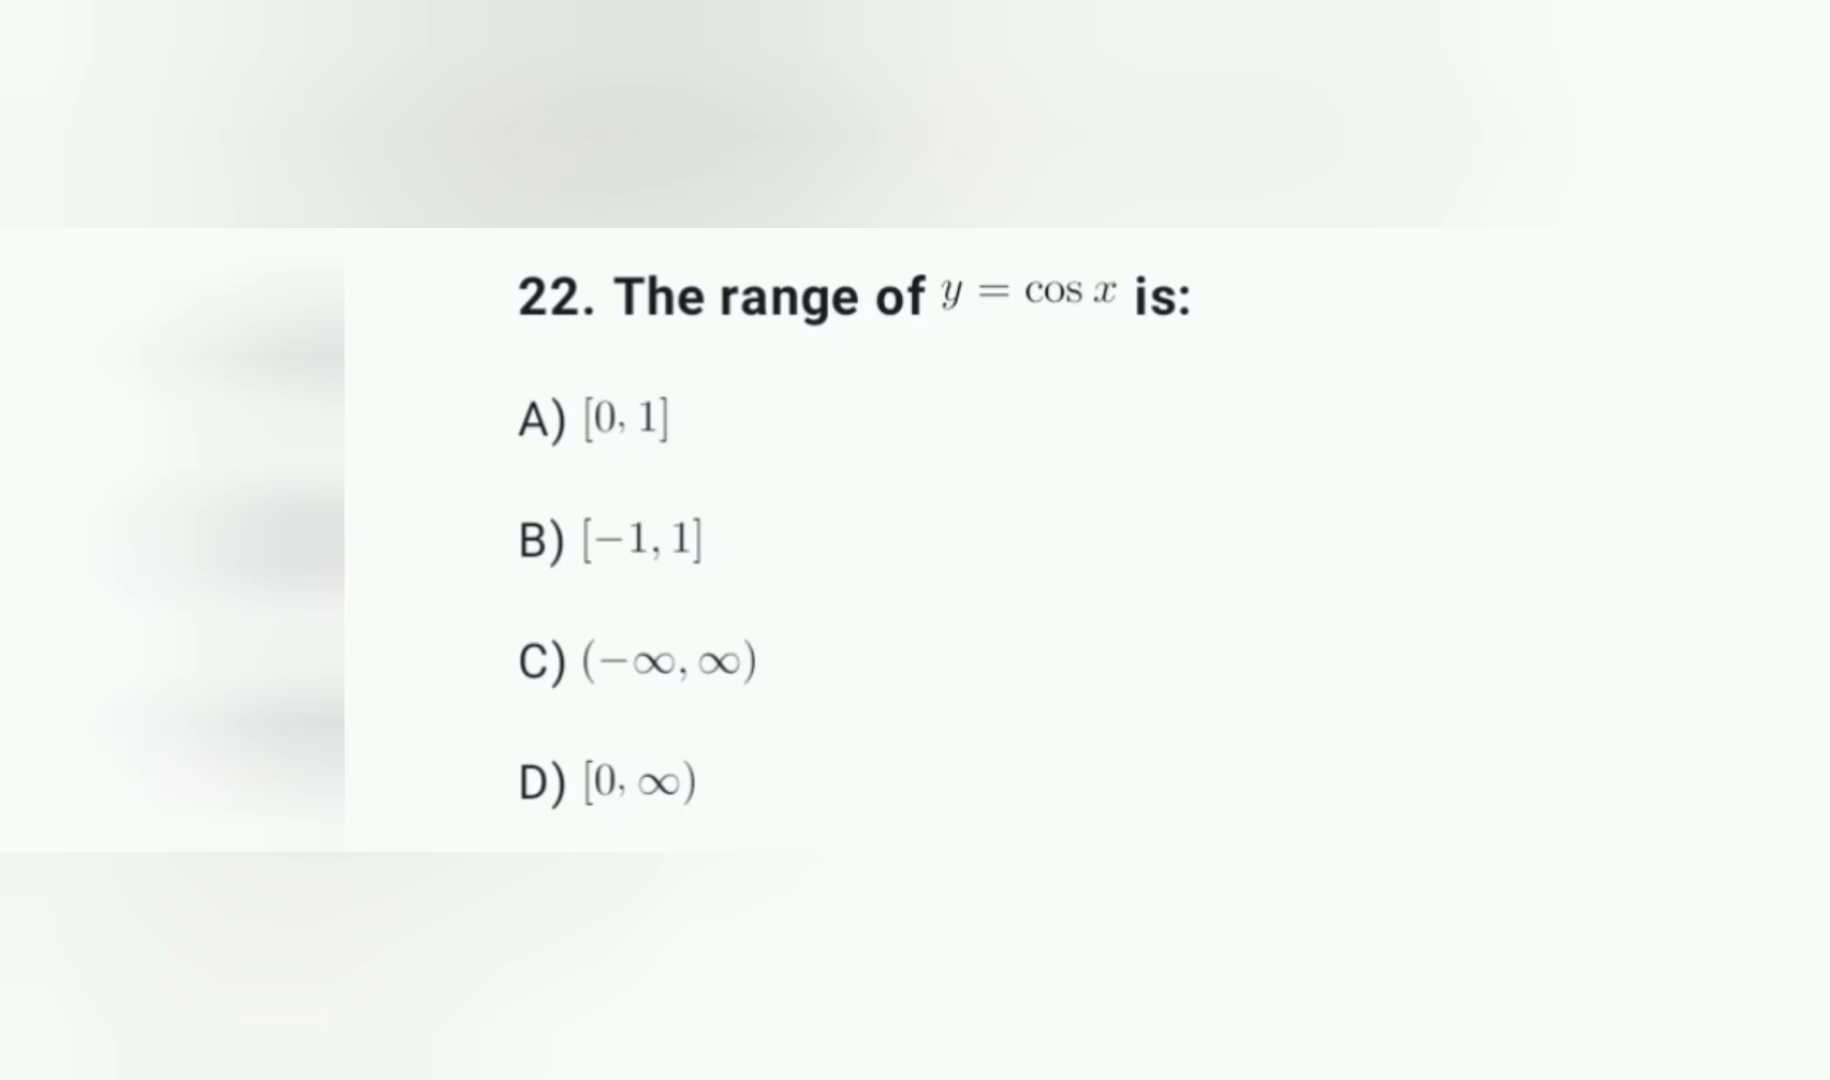 22. The range of y = cos x is:
A) [0, 1]
B) [−1, 1]
C) (−∞, ∞)
D) [0, ∞)